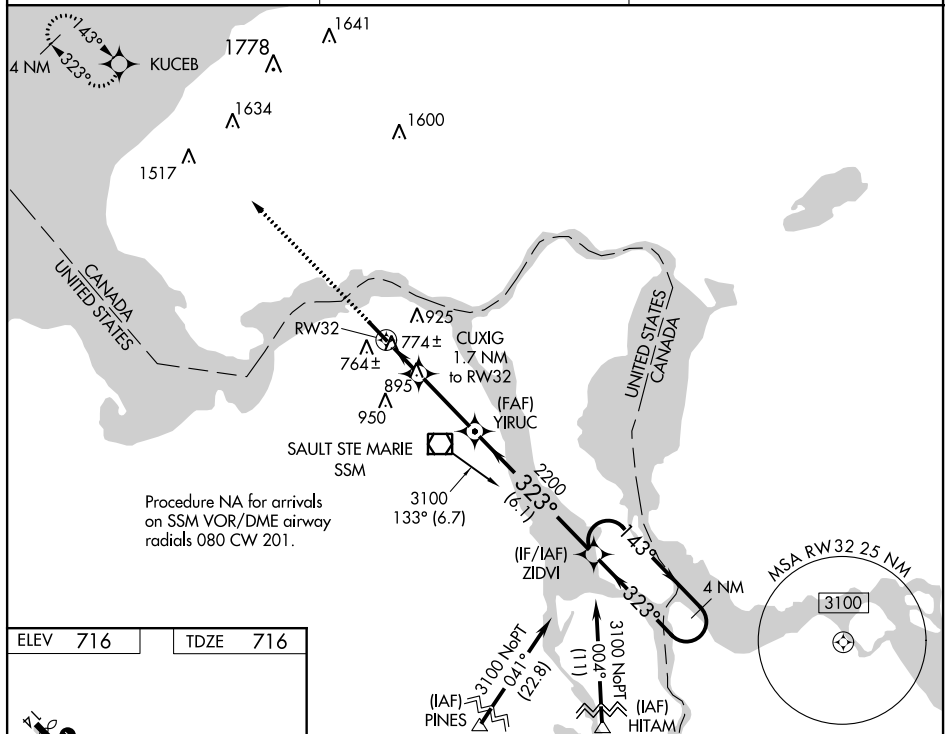 1641
143°
1778
4 NM
323°
KUCEB
1634
1600
1517
CANADA
UNITED STATES
RW32
925
774±
764±
CUXIG
1.7 NM
to RW32
895
950
(FAF)
YIRUC
UNITED STATES
CANADA
SAULT STE MARIE
SSM
3100
133° (6.7)
2200
323°
(6.1)
Procedure NA for arrivals
on SSM VOR/DME airway
radials 080 CW 201.
(IF/IAF)
ZIDVI
143°
323°
4 NM
MSA RW32 25 NM
3100
ELEV 716
TDZE 716
3100 NoPT
041°
(22.8)
(IAF)
PINES
3100 NoPT
004°
(11)
(IAF)
HITAM
14